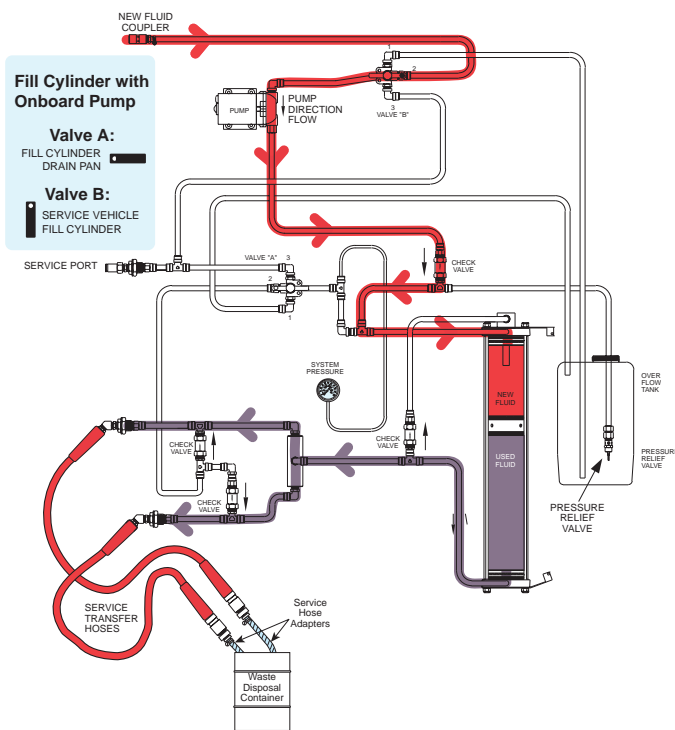 NEW FLUID
COUPLER
Fill Cylinder with
Onboard Pump
Valve A:
FILL CYLINDER
DRAIN PAN
Valve B:
SERVICE VEHICLE
FILL CYLINDER
PUMP
PUMP
DIRECTION
FLOW
1
2
3
VALVE "B"
SERVICE PORT
VALVE "A"
3
2
1
CHECK
VALVE
SYSTEM
PRESSURE
NEW
FLUID
USED
FLUID
OVER
FLOW
TANK
PRESSURE
RELIEF
VALVE
PRESSURE
RELIEF
VALVE
CHECK
VALVE
CHECK
VALVE
CHECK
VALVE
SERVICE
TRANSFER
HOSES
Service
Hose
Adapters
Waste
Disposal
Container